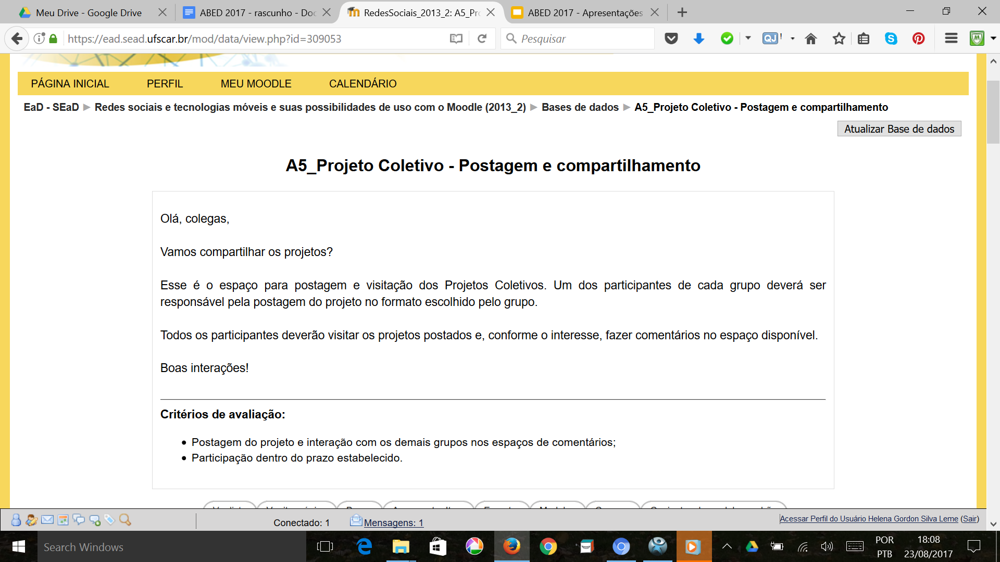 Meu Drive - Google Drive
ABED 2017 - rascunho - Doc
RedesSociais_2013_2: A5_Pro
ABED 2017 - Apresentações
https://ead.sead.ufscar.br/mod/data/view.php?id=309053
Pesquisar
QJ !
PÁGINA INICIAL PERFIL MEU MOODLE CALENDÁRIO
EaD - SEaD ► Redes sociais e tecnologias móveis e suas possibilidades de uso com o Moodle (2013_2) ► Bases de dados ► A5_Projeto Coletivo - Postagem e compartilhamento
Atualizar Base de dados
A5_Projeto Coletivo - Postagem e compartilhamento
Olá, colegas,
Vamos compartilhar os projetos?
Esse é o espaço para postagem e visitação dos Projetos Coletivos. Um dos participantes de cada grupo deverá ser
responsável pela postagem do projeto no formato escolhido pelo grupo.
Todos os participantes deverão visitar os projetos postados e, conforme o interesse, fazer comentários no espaço disponível.
Boas interações!
Critérios de avaliação:
• Postagem do projeto e interação com os demais grupos nos espaços de comentários;
• Participação dentro do prazo estabelecido.
Conectado: 1
Mensagens: 1
Acessar Perfil do Usuário Helena Gordon Silva Leme (Sair)
Search Windows
POR
PTB
18:08
23/08/2017